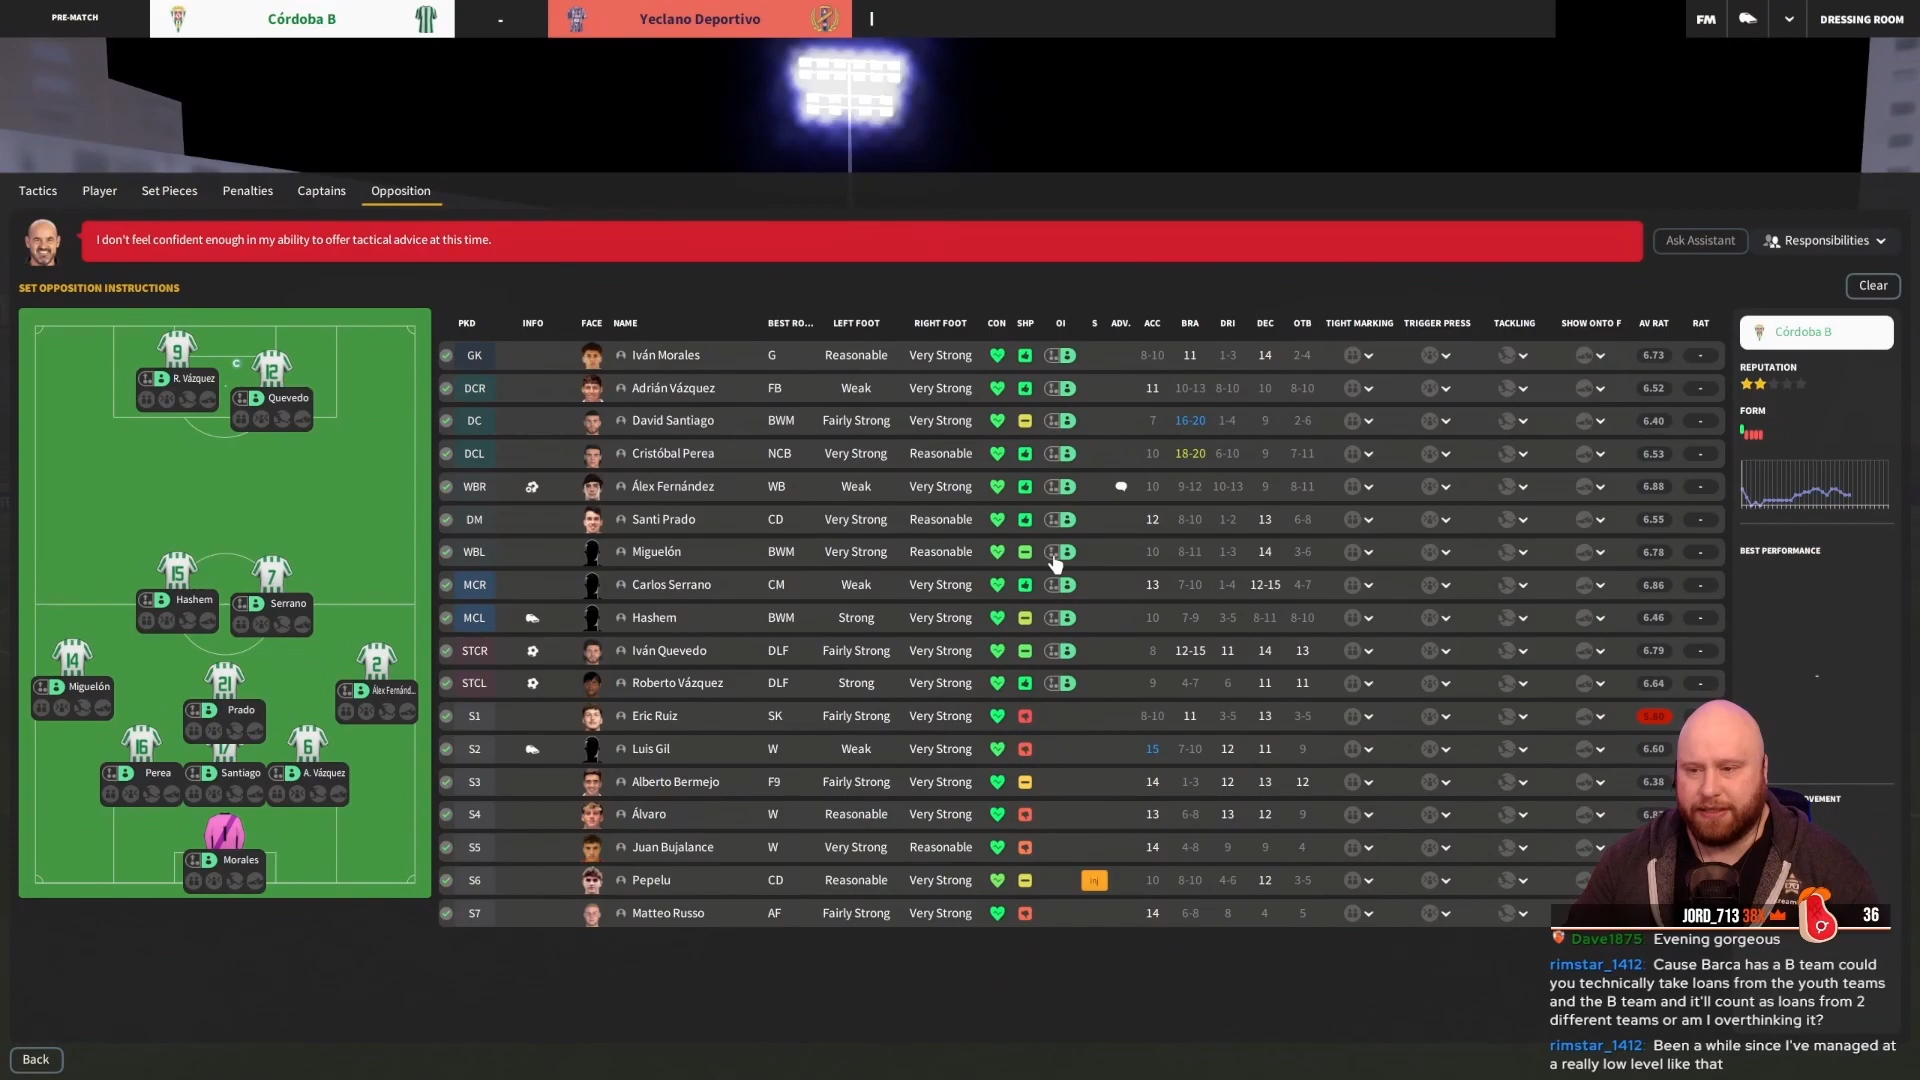 PRE-MATCH Córdoba B - Yeclano Deportivo FM DRESSING ROOM
Tactics Player Set Pieces Penalties Captains Opposition
I don't feel confident enough in my ability to offer tactical advice at this time.
Ask Assistant Responsibilities
SET OPPOSITION INSTRUCTIONS
Clear
9
R. Vázquez
C
12
Quevedo
15
Hashem
7
Serrano
14
Miguelón
2
Álex Fernánd...
21
Prado
16
Perea
17
Santiago
6
A. Vázquez
1
Morales
PKD INFO FACE NAME BEST RO... LEFT FOOT RIGHT FOOT CON SHP OI S ADV. ACC BRA DRI DEC OTB TIGHT MARKING TRIGGER PRESS TACKLING SHOW ONTO F AV RAT RAT
GK Iván Morales G Reasonable Very Strong 8-10 11 1-3 14 2-4 6.73 -
DCR Adrián Vázquez FB Weak Very Strong 11 10-13 8-10 10 8-10 6.52 -
DC David Santiago BWM Fairly Strong Very Strong 7 16-20 1-4 9 2-6 6.40 -
DCL Cristóbal Perea NCB Very Strong Reasonable 10 18-20 6-10 9 7-11 6.53 -
WBR Álex Fernández WB Weak Very Strong 10 9-12 10-13 9 8-11 6.88 -
DM Santi Prado CD Very Strong Reasonable 12 8-10 1-2 13 6-8 6.55 -
WBL Miguelón BWM Very Strong Reasonable 10 8-11 1-3 14 3-6 6.78 -
MCR Carlos Serrano CM Weak Very Strong 13 7-10 1-4 12-15 4-7 6.86 -
MCL Hashem BWM Strong Very Strong 10 7-9 3-5 8-11 8-10 6.46 -
STCR Iván Quevedo DLF Fairly Strong Very Strong 8 12-15 11 14 13 6.79 -
STCL Roberto Vázquez DLF Strong Very Strong 9 4-7 6 11 11 6.64 -
S1 Eric Ruiz SK Fairly Strong Very Strong 8-10 11 3-5 13 3-5 5.80
S2 Luis Gil W Weak Very Strong 15 7-10 12 11 9 6.60
S3 Alberto Bermejo F9 Fairly Strong Very Strong 14 1-3 12 13 12 6.38
S4 Álvaro W Reasonable Very Strong 13 6-8 13 12 9
S5 Juan Bujalance W Very Strong Reasonable 14 4-8 9 9 4
S6 Pepelu CD Reasonable Very Strong Inj 10 8-10 4-6 12 3-5
S7 Matteo Russo AF Fairly Strong Very Strong 14 6-8 8 4 5
Córdoba B
REPUTATION
FORM
BEST PERFORMANCE
-
JORD_713 38X 36
Dave1875: Evening gorgeous
rimstar_1412: Cause Barca has a B team could
you technically take loans from the youth teams
and the B team and it'll count as loans from 2
different teams or am I overthinking it?
rimstar_1412: Been a while since I've managed at
a really low level like that
Back